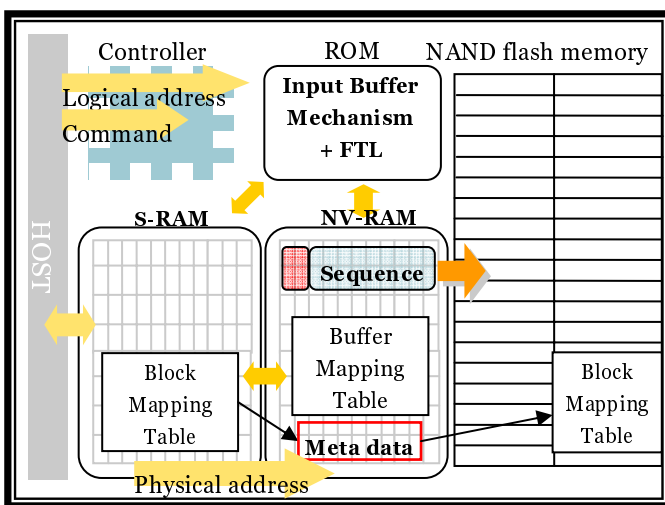 Controller
ROM
NAND flash memory
Logical address
Command
Input Buffer
Mechanism
+ FTL
HOST
S-RAM
NV-RAM
Sequence
Buffer
Mapping
Table
Block
Mapping
Table
Block
Mapping
Table
Meta data
Physical address